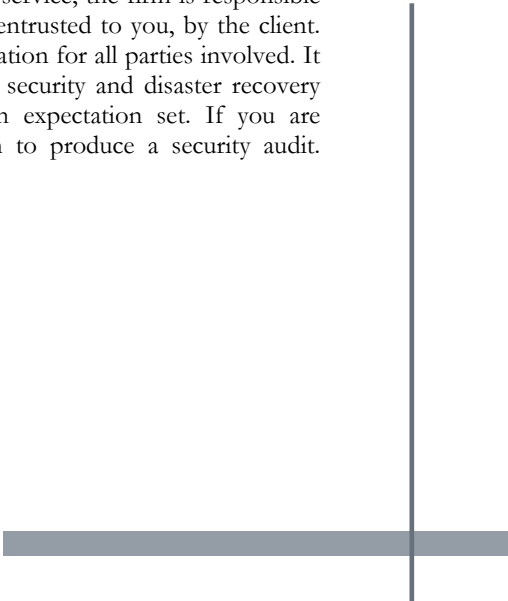 service, the firm is responsible
entrusted to you, by the client.
ation for all parties involved. It
security and disaster recovery
n expectation set. If you are
n to produce a security audit.